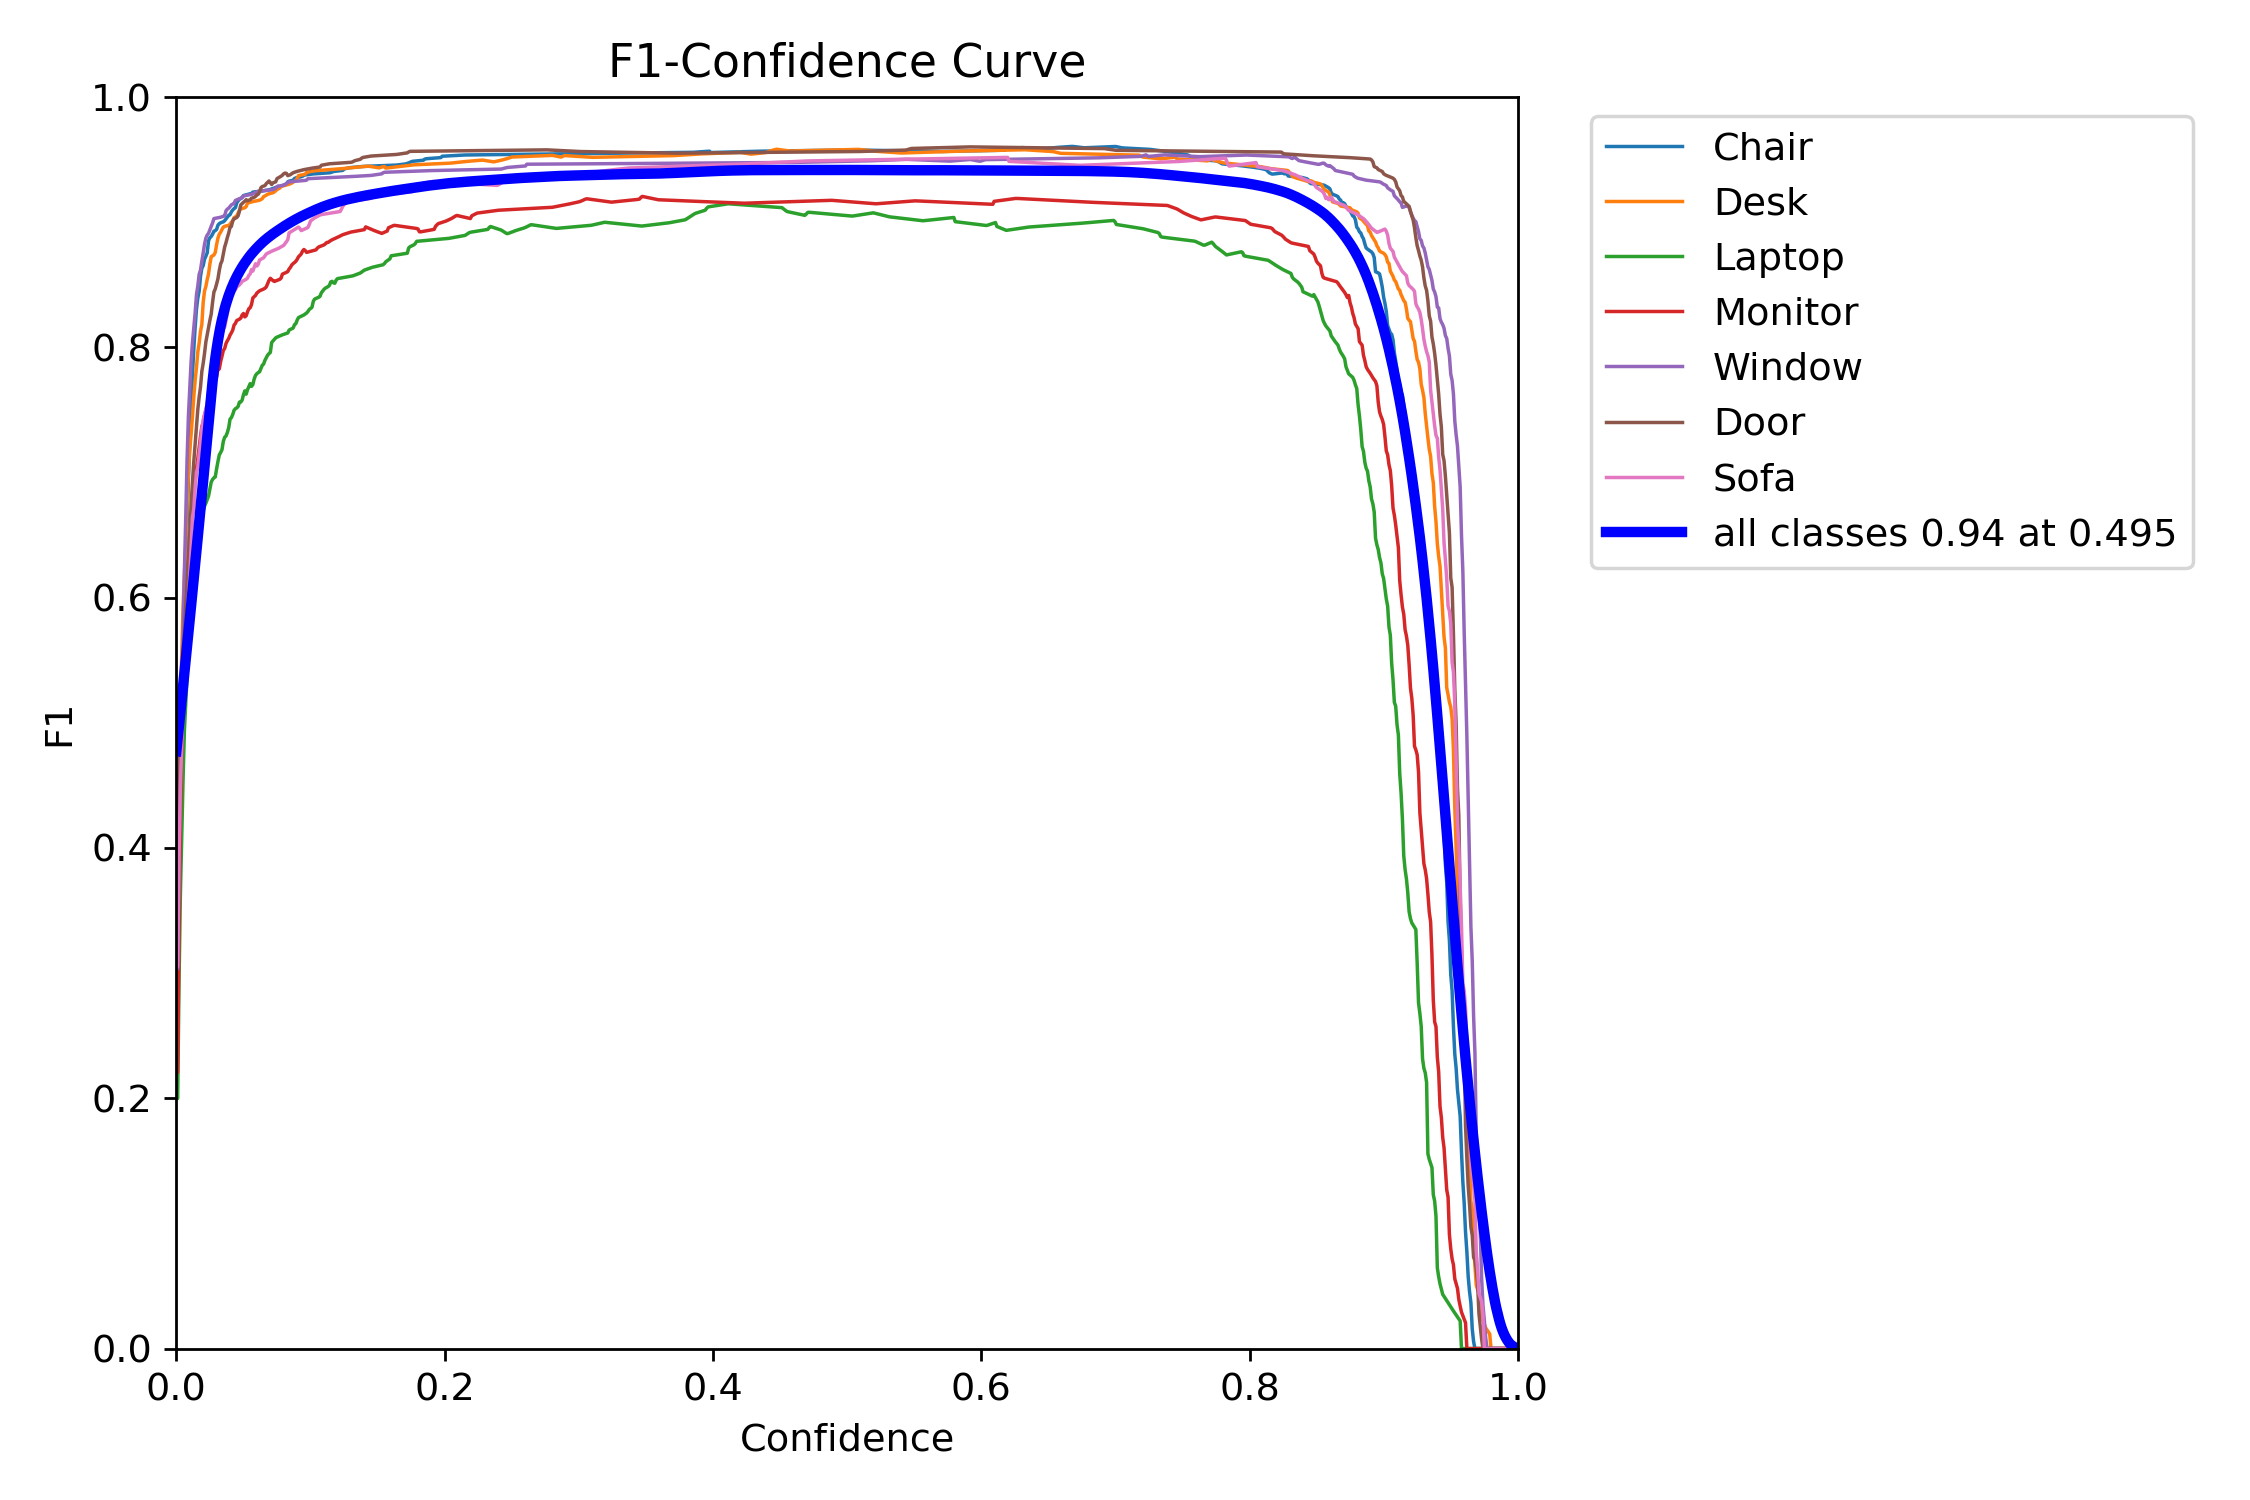 F1-Confidence Curve
1.0
0.8
0.6
0.4
0.2
0.0
F1
0.0 0.2 0.4 0.6 0.8 1.0
Confidence
Chair
Desk
Laptop
Monitor
Window
Door
Sofa
all classes 0.94 at 0.495